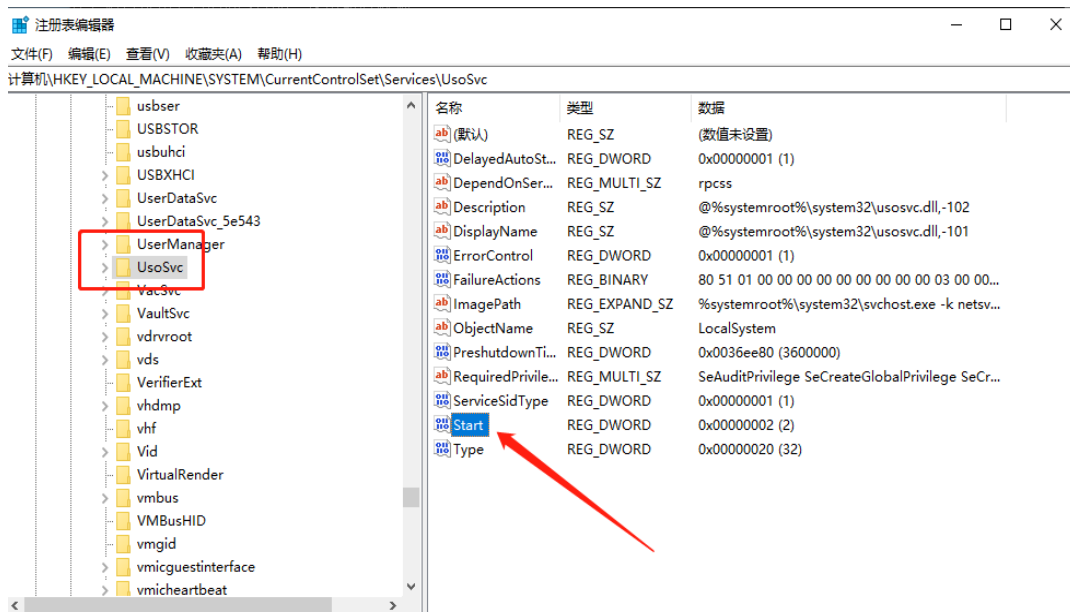 注册表编辑器
文件(F) 编辑(E) 查看(V) 收藏夹(A) 帮助(H)
计算机\HKEY_LOCAL_MACHINE\SYSTEM\CurrentControlSet\Services\UsoSvc
usbser
USBSTOR
usbuhci
USBXHCI
UserDataSvc
UserDataSvc_5e543
UserManager
UsoSvc
VacSvc
VaultSvc
vdrvroot
vds
VerifierExt
vhdmp
vhf
Vid
VirtualRender
vmbus
VMBusHID
vmgid
vmicguestinterface
vmicheartbeat
名称 类型 数据
(默认) REG_SZ (数值未设置)
DelayedAutoSt... REG_DWORD 0x00000001 (1)
DependOnSer... REG_MULTI_SZ rpcss
Description REG_SZ @%systemroot%\system32\usosvc.dll,-102
DisplayName REG_SZ @%systemroot%\system32\usosvc.dll,-101
ErrorControl REG_DWORD 0x00000001 (1)
FailureActions REG_BINARY 80 51 01 00 00 00 00 00 00 00 00 00 03 00 00...
ImagePath REG_EXPAND_SZ %systemroot%\system32\svchost.exe -k netsv...
ObjectName REG_SZ LocalSystem
PreshutdownTi... REG_DWORD 0x0036ee80 (3600000)
RequiredPrivile... REG_MULTI_SZ SeAuditPrivilege SeCreateGlobalPrivilege SeCr...
ServiceSidType REG_DWORD 0x00000001 (1)
Start REG_DWORD 0x00000002 (2)
Type REG_DWORD 0x00000020 (32)